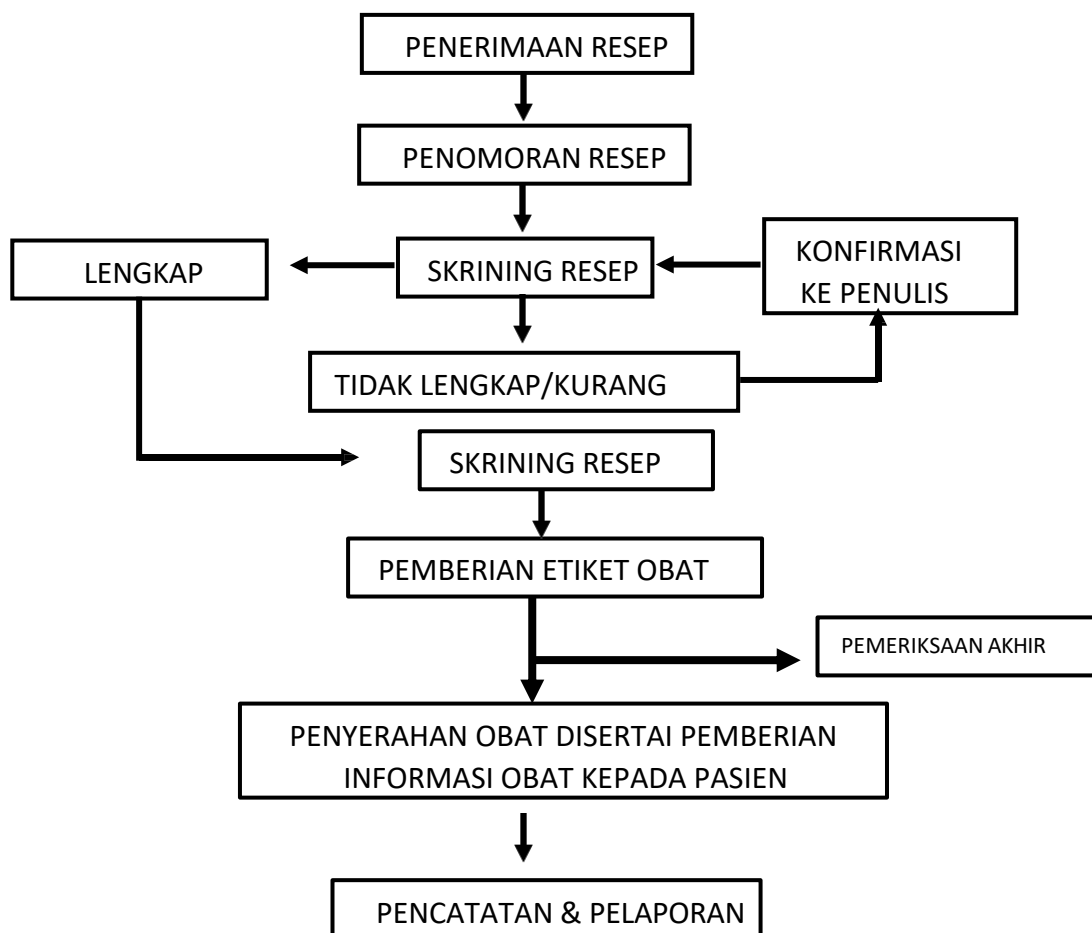 PENERIMAAN RESEP
PENOMORAN RESEP
LENGKAP
SKRINING RESEP
KONFIRMASI
KE PENULIS
TIDAK LENGKAP/KURANG
SKRINING RESEP
PEMBERIAN ETIKET OBAT
PEMERIKSAAN AKHIR
PENYERAHAN OBAT DISERTAI PEMBERIAN
INFORMASI OBAT KEPADA PASIEN
PENCATATAN & PELAPORAN